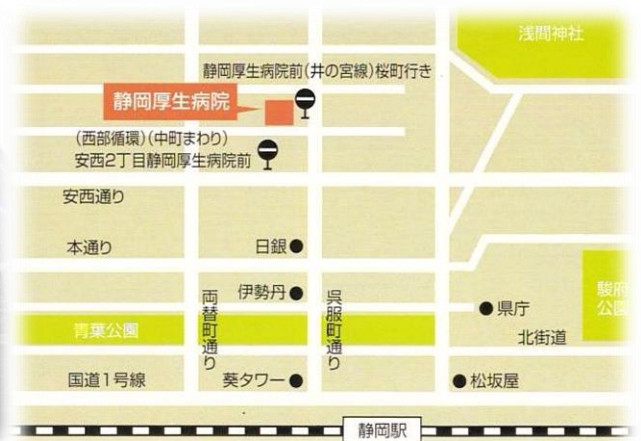 浅間神社
静岡厚生病院前(井の宮線)桜町行き
静岡厚生病院
(西部循環)(中町まわり)
安西2丁目静岡厚生病院前
安西通り
本通り
日銀
伊勢丹
両替町通り
呉服町通り
県庁
駿府
公園
青葉公園
北街道
国道1号線
葵タワー
松坂屋
静岡駅